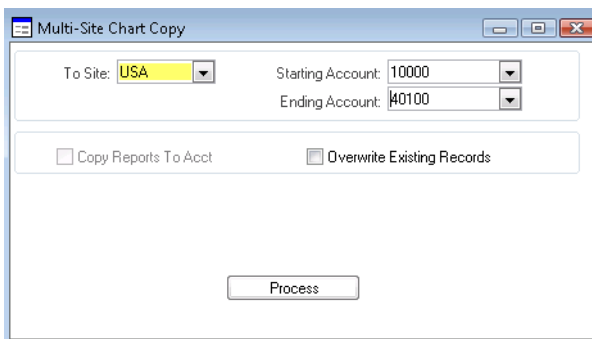 Multi-Site Chart Copy
To Site: USA Starting Account: 10000
Ending Account: 40100
Copy Reports To Acct Overwrite Existing Records
Process